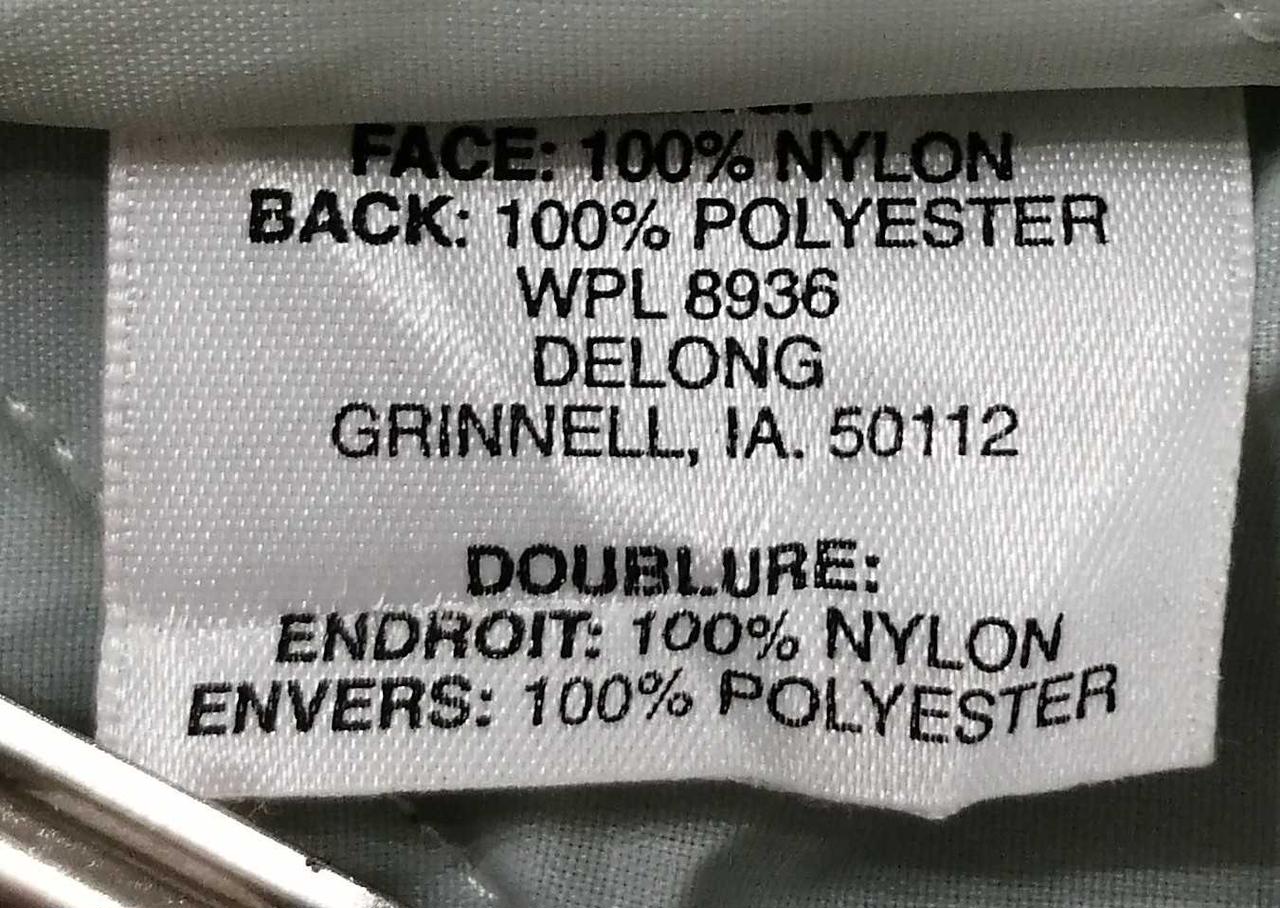 FACE: 100% NYLON
BACK: 100% POLYESTER
WPL 8936
DELONG
GRINNELL, IA. 50112
DOUBLURE:
ENDROIT: 100% NYLON
ENVERS: 100% POLYESTER